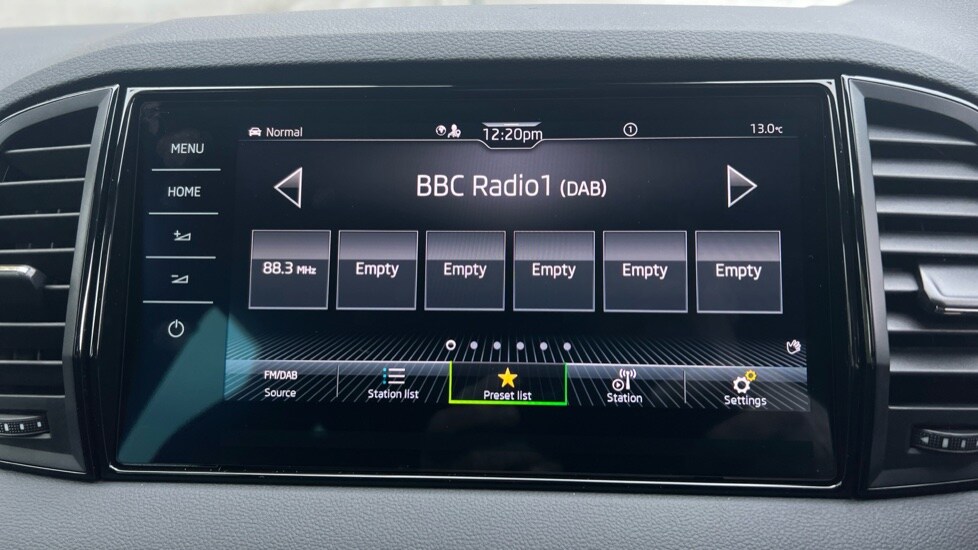 MENU
HOME
Normal
12:20pm
1
13.0°C
BBC Radio1 (DAB)
88.3 MHz
Empty
Empty
Empty
Empty
Empty
FM/DAB
Source
Station list
Preset list
Station
Settings